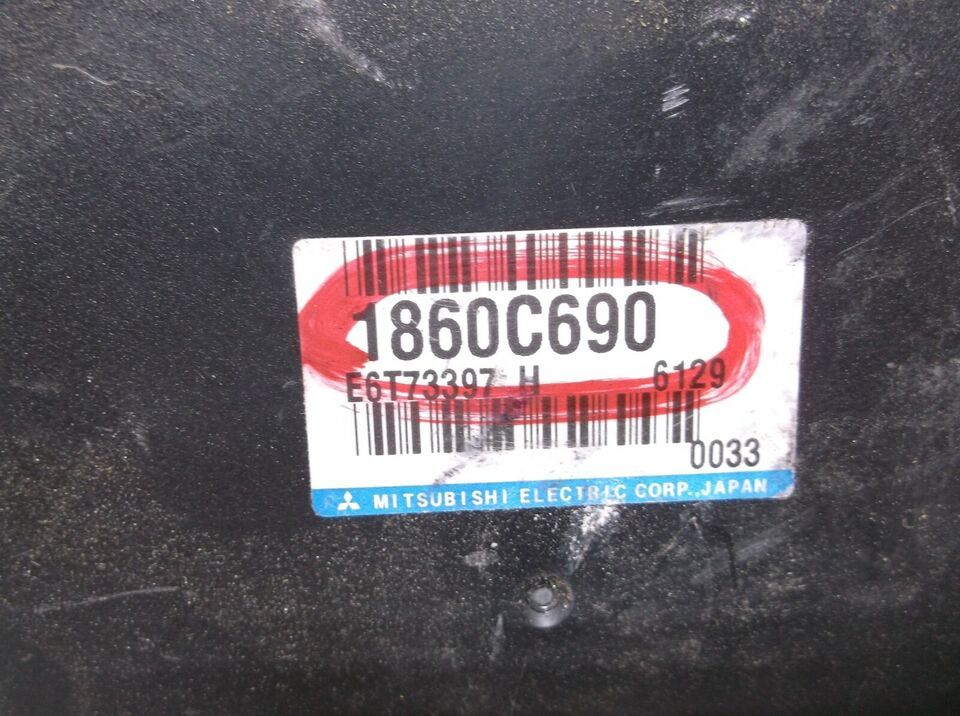 1860C690
E6T73397 H 6129
0033
MITSUBISHI ELECTRIC CORP., JAPAN